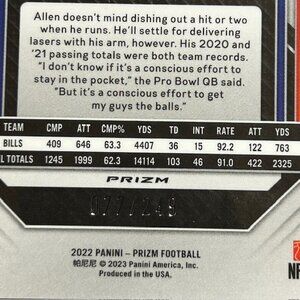 Allen doesn't mind dishing out a hit or two
when he runs. He'll settle for delivering
lasers with his arm, however. His 2020 and
'21 passing totals were both team records.
"I don't know if it's a conscious effort to
stay in the pocket," the Pro Bowl QB said.
"But it's a conscious effort to get
my guys the balls."
TEAM CMP ATT CMP% YDS TD INT RTG ATT YDS
BILLS 409 646 63.3 4407 36 15 92.2 122 763
L TOTALS 1245 1999 62.3 14114 103 46 91.0 422 2325
PRIZM
077/249
2022 PANINI – PRIZM FOOTBALL
帕尼尼 © 2023 Panini America, Inc.
Produced in the USA.
NF